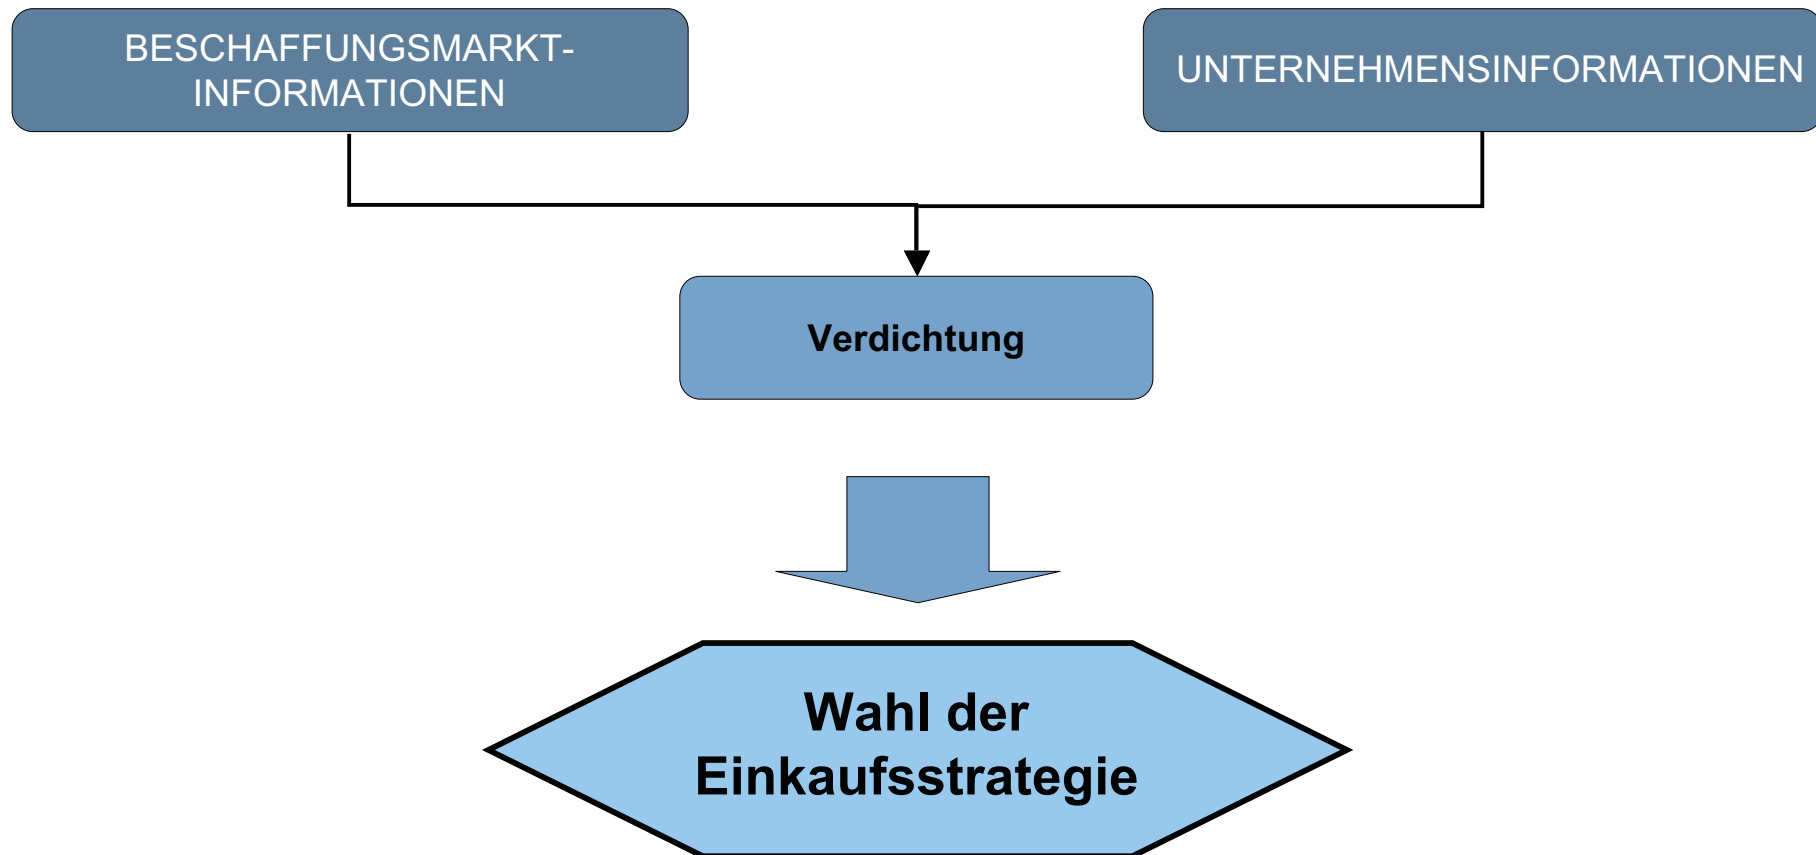 BESCHAFFUNGSMARKT-
INFORMATIONEN
UNTERNEHMENSINFORMATIONEN
Verdichtung
Wahl der
Einkaufsstrategie